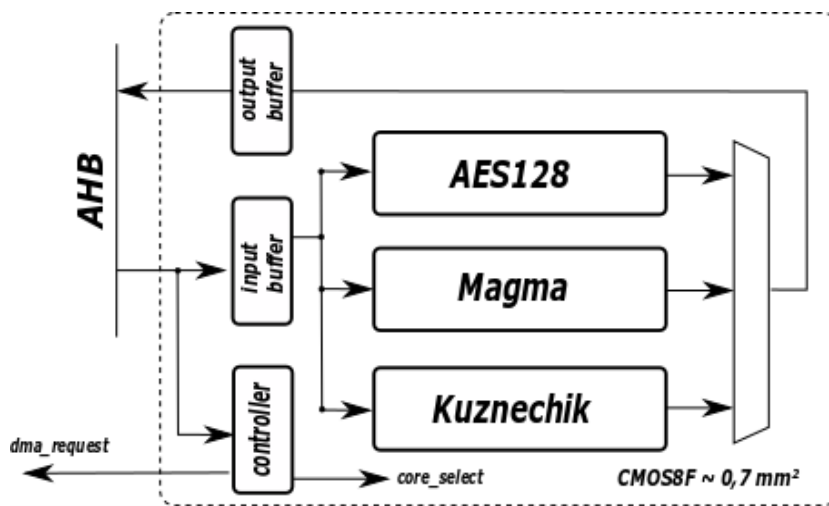 output
buffer
AHB
AES128
input
buffer
Magma
controller
Kuznechik
dma_request
core_select
CMOS8F ~ 0,7 mm²